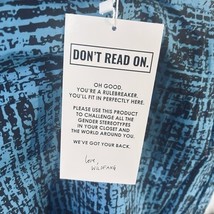 DON'T READ ON.
OH GOOD.
YOU'RE A RULEBREAKER.
YOU'LL FIT IN PERFECTLY HERE.
PLEASE USE THIS PRODUCT
TO CHALLENGE ALL THE
GENDER STEREOTYPES
IN YOUR CLOSET AND
THE WORLD AROUND YOU.
WE'VE GOT YOUR BACK.
love,